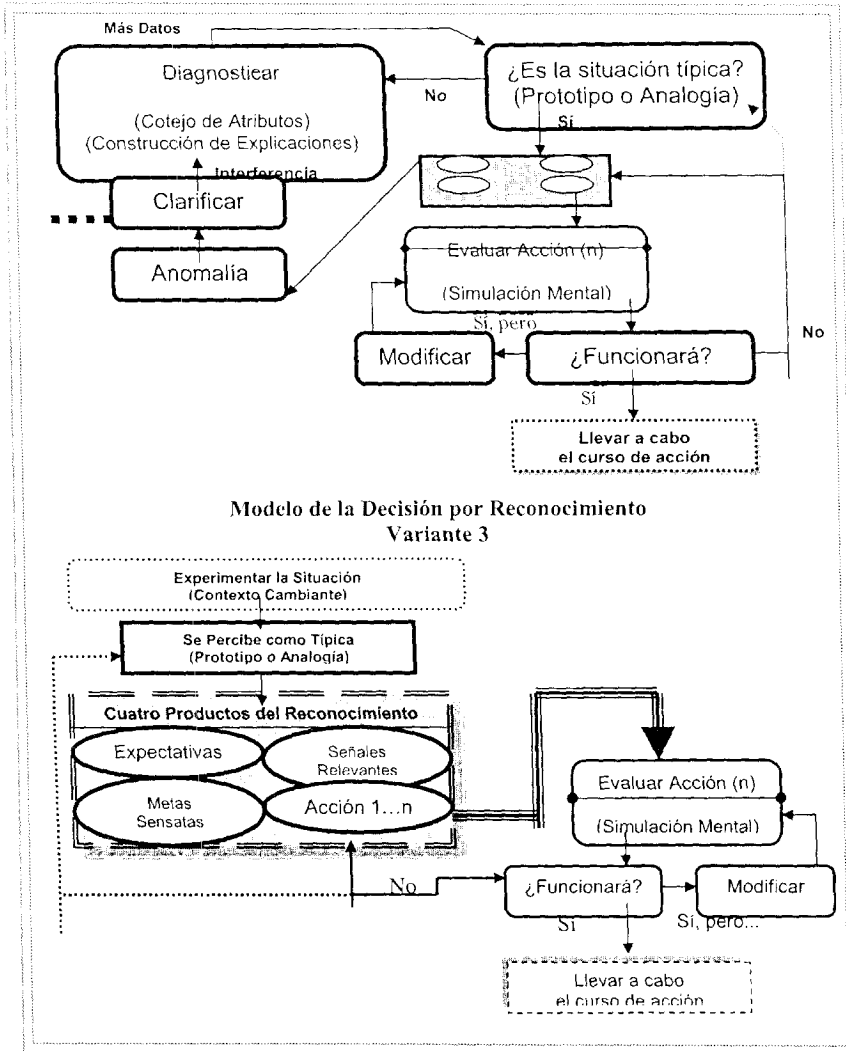 Más Datos
Diagnosticar
(Cotejo de Atributos)
(Construcción de Explicaciones)
Interferencia
Clarificar
Anomalía
¿Es la situación típica?
(Prototipo o Analogía)
No
Sí
Evaluar Acción (n)
(Simulación Mental)
Sí, pero
Modificar
¿Funcionará?
No
Sí
Llevar a cabo
el curso de acción
Modelo de la Decisión por Reconocimiento
Variante 3
Experimentar la Situación
(Contexto Cambiante)
Se Percibe como Típica
(Prototipo o Analogía)
Cuatro Productos del Reconocimiento
Expectativas
Señales
Relevantes
Metas
Sensatas
Acción 1...n
Evaluar Acción (n)
(Simulación Mental)
No
¿Funcionará?
Modificar
Sí
Sí, pero...
Llevar a cabo
el curso de acción